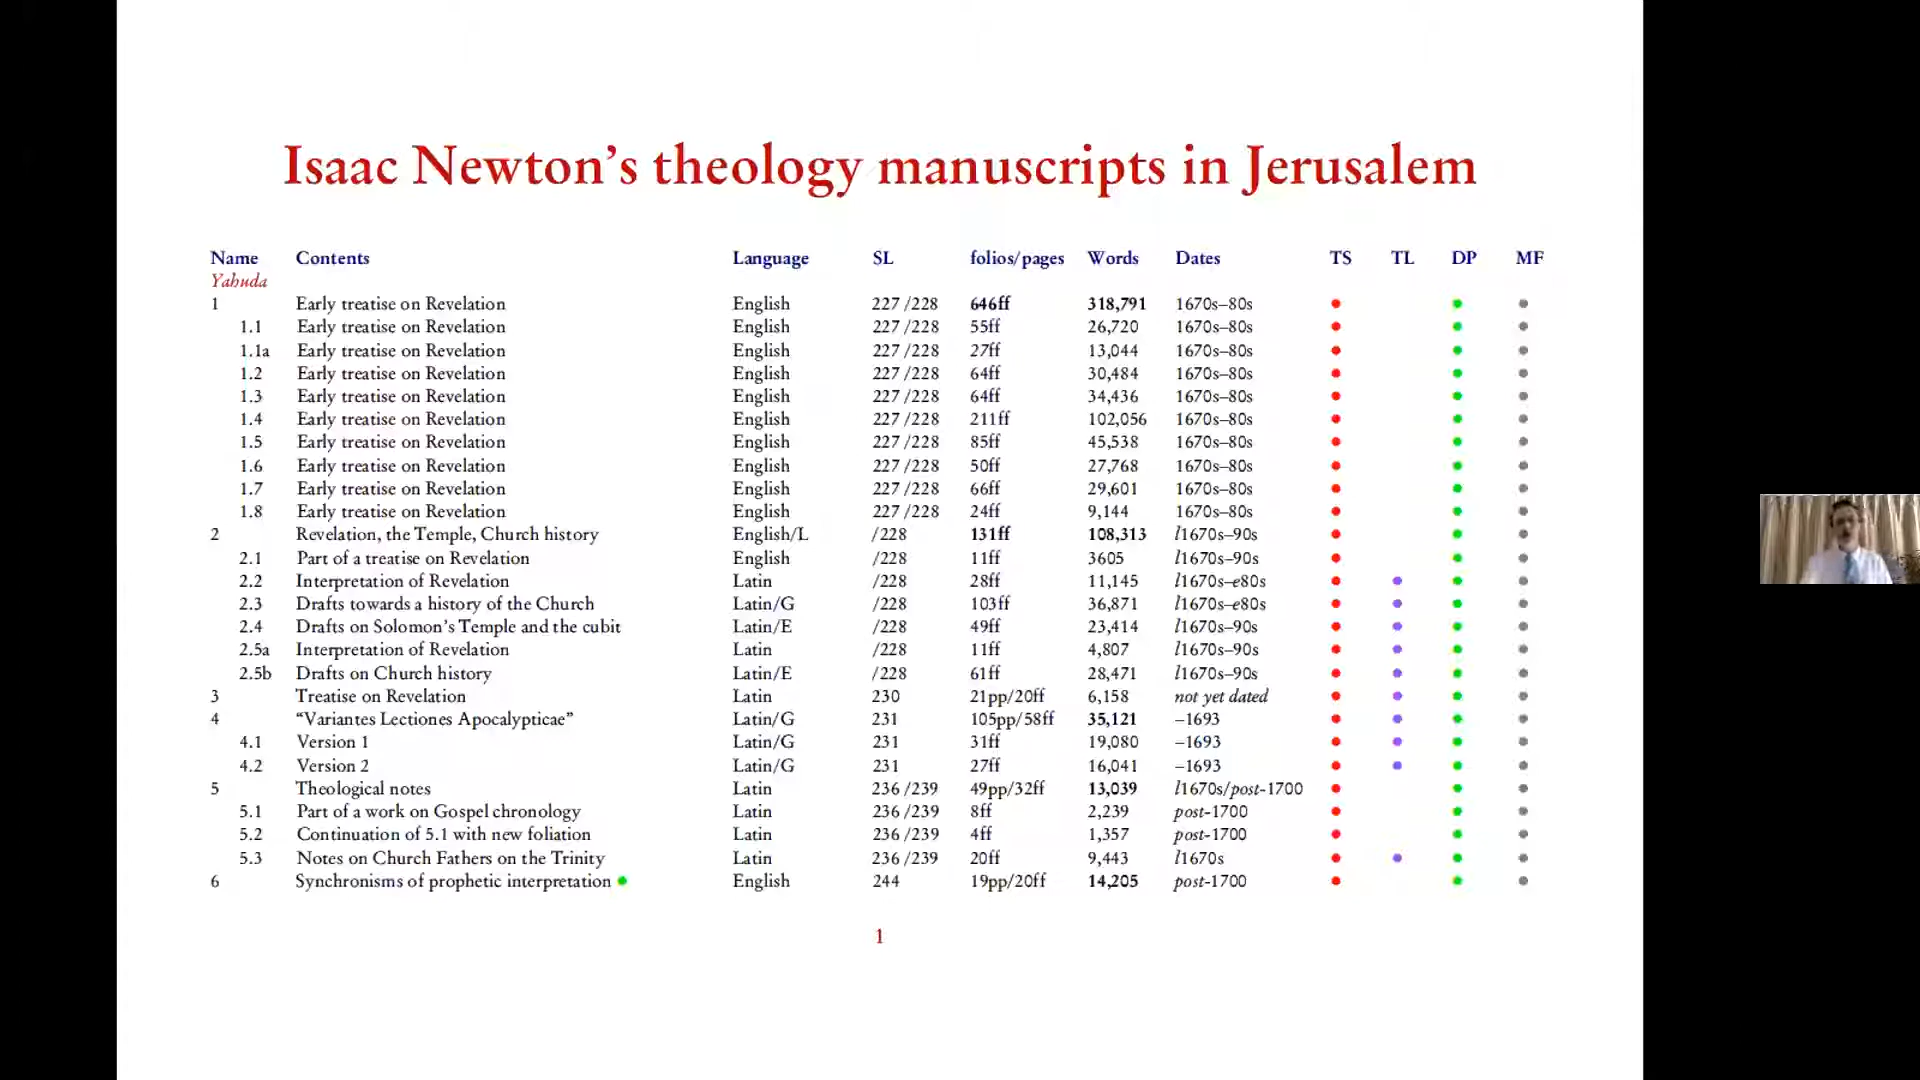 Isaac Newton’s theology manuscripts in Jerusalem
Name Contents Language SL folios/pages Words Dates TS TL DP MF
Yahuda
1 Early treatise on Revelation English 227 /228 646ff 318,791 1670s–80s
1.1 Early treatise on Revelation English 227 /228 55ff 26,720 1670s–80s
1.1a Early treatise on Revelation English 227 /228 27ff 13,044 1670s–80s
1.2 Early treatise on Revelation English 227 /228 64ff 30,484 1670s–80s
1.3 Early treatise on Revelation English 227 /228 64ff 34,436 1670s–80s
1.4 Early treatise on Revelation English 227 /228 211ff 102,056 1670s–80s
1.5 Early treatise on Revelation English 227 /228 85ff 45,538 1670s–80s
1.6 Early treatise on Revelation English 227 /228 50ff 27,768 1670s–80s
1.7 Early treatise on Revelation English 227 /228 66ff 29,601 1670s–80s
1.8 Early treatise on Revelation English 227 /228 24ff 9,144 1670s–80s
2 Revelation, the Temple, Church history English/L /228 131ff 108,313 l1670s–90s
2.1 Part of a treatise on Revelation English /228 11ff 3605 l1670s–90s
2.2 Interpretation of Revelation Latin /228 28ff 11,145 l1670s–e80s
2.3 Drafts towards a history of the Church Latin/G /228 103ff 36,871 l1670s–e80s
2.4 Drafts on Solomon’s Temple and the cubit Latin/E /228 49ff 23,414 l1670s–90s
2.5a Interpretation of Revelation Latin /228 11ff 4,807 l1670s–90s
2.5b Drafts on Church history Latin/E /228 61ff 28,471 l1670s–90s
3 Treatise on Revelation Latin 230 21pp/20ff 6,158 not yet dated
4 “Variantes Lectiones Apocalypticae” Latin/G 231 105pp/58ff 35,121 –1693
4.1 Version 1 Latin/G 231 31ff 19,080 –1693
4.2 Version 2 Latin/G 231 27ff 16,041 –1693
5 Theological notes Latin 236 /239 49pp/32ff 13,039 l1670s/post-1700
5.1 Part of a work on Gospel chronology Latin 236 /239 8ff 2,239 post-1700
5.2 Continuation of 5.1 with new foliation Latin 236 /239 4ff 1,357 post-1700
5.3 Notes on Church Fathers on the Trinity Latin 236 /239 20ff 9,443 l1670s
6 Synchronisms of prophetic interpretation English 244 19pp/20ff 14,205 post-1700
1